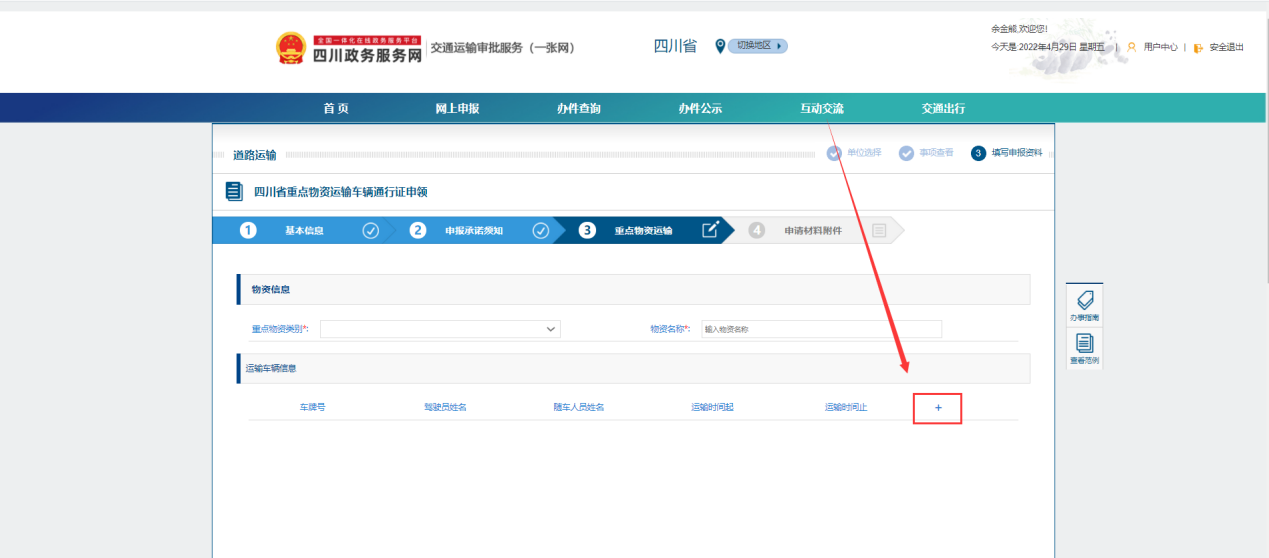 余金熊,欢迎您!
全国一体化在线政务服务平台
四川政务服务网
交通运输审批服务（一张网）
四川省
切换地区
今天是 2022年4月29日 星期五 | 用户中心 | 安全退出
首 页 网上申报 办件查询 办件公示 互动交流 交通出行
道路运输
单位选择 事项查看 3 填写申报资料
四川省重点物资运输车辆通行证申领
1 基本信息 2 申报承诺须知 3 重点物资运输 4 申请材料附件
物资信息
重点物资类别*: 物资名称*: 输入物资名称
运输车辆信息
车牌号 驾驶员姓名 随车人员姓名 运输时间起 运输时间止 +
办事指南
查看范例